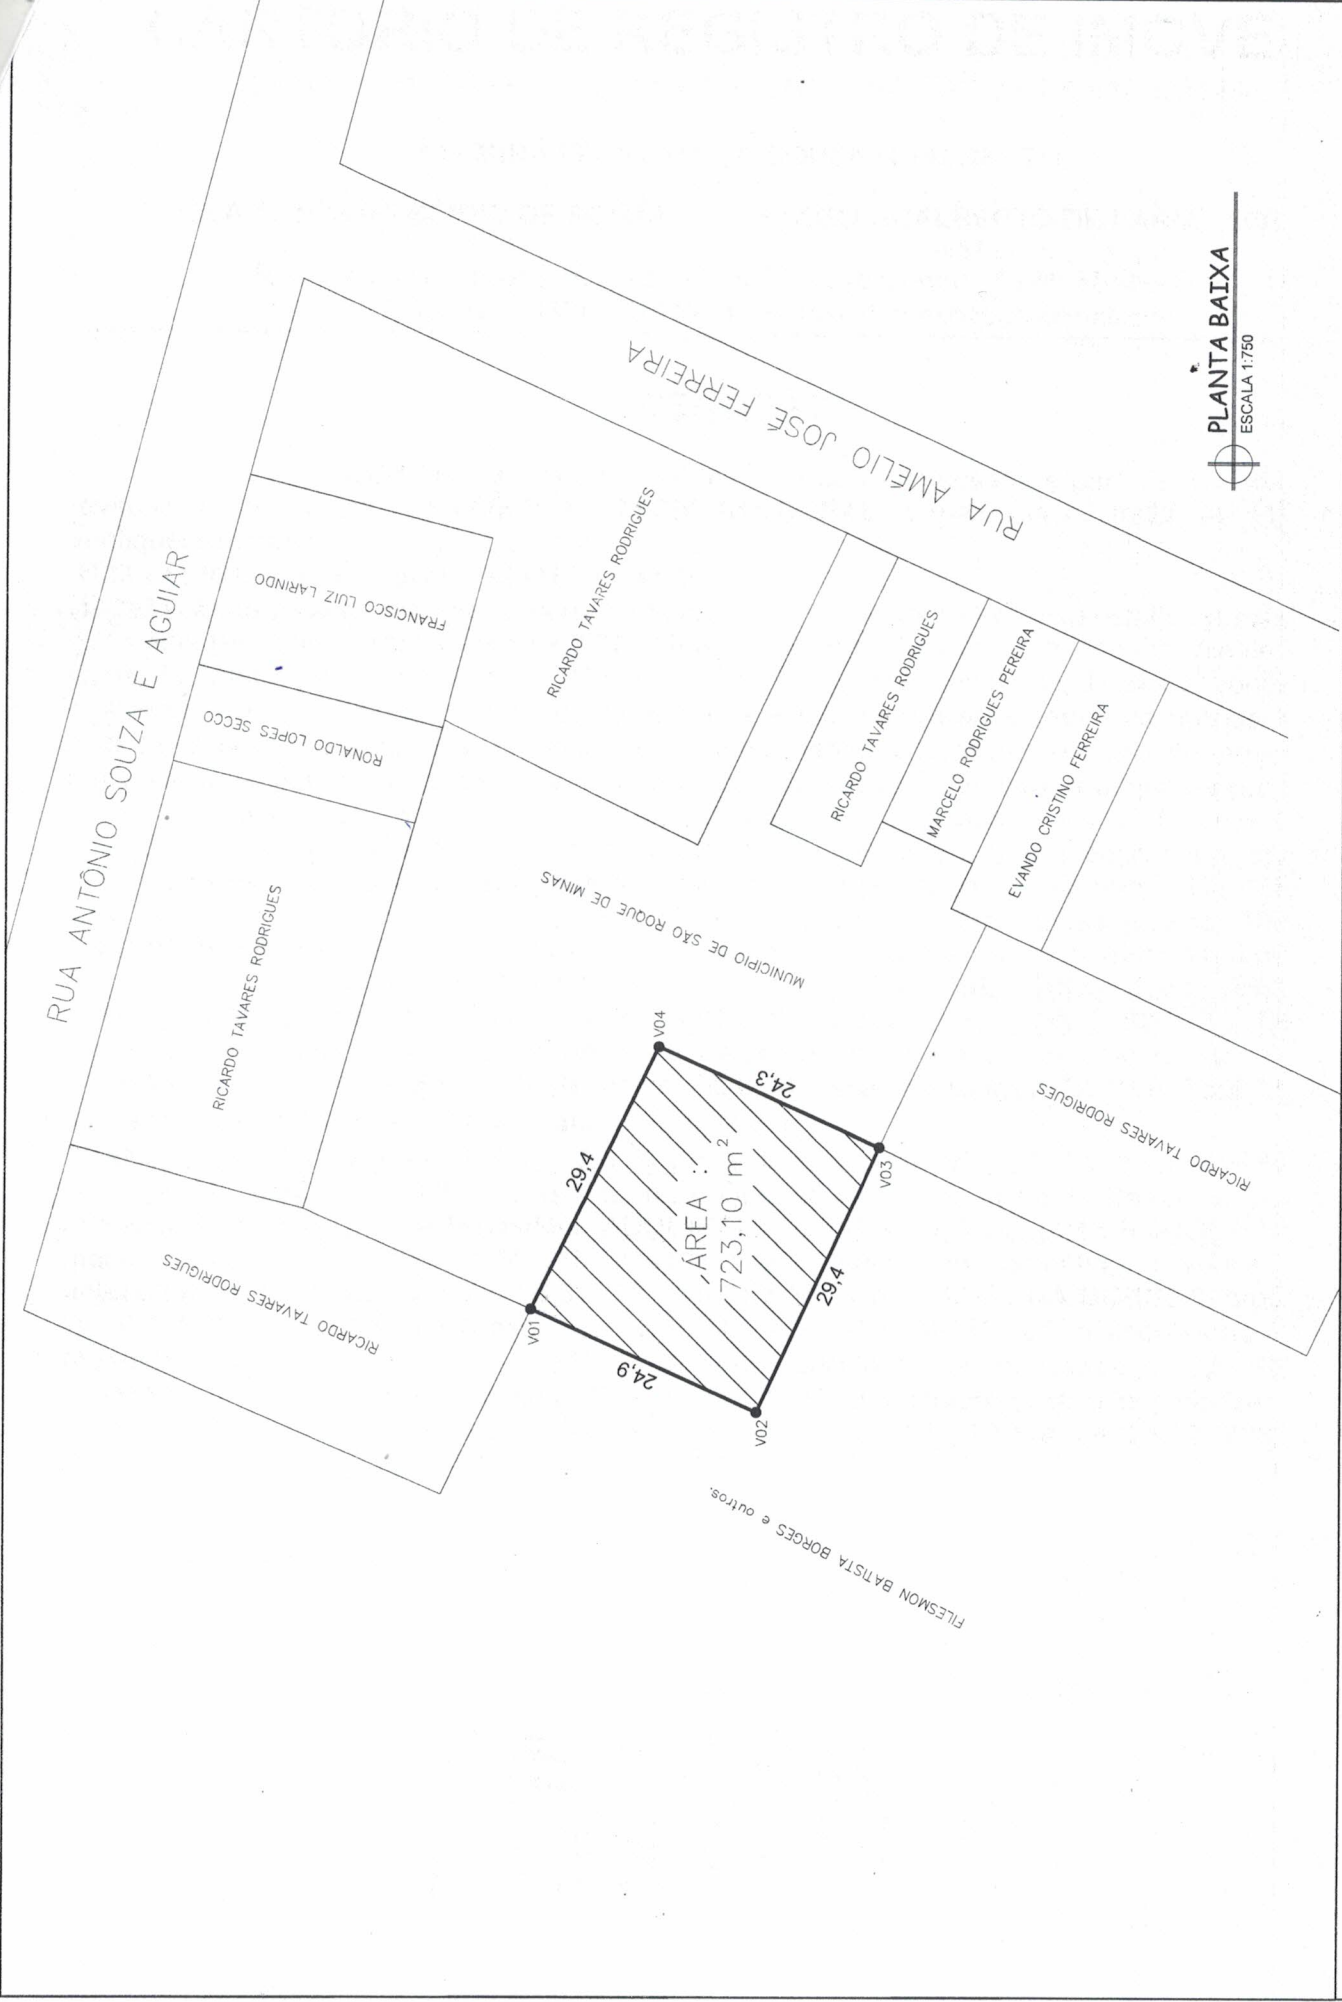 RUA ANTÔNIO SOUZA E AGUIAR
RUA AMÉLIO JOSÉ FERREIRA
FRANCISCO LUIZ LARINDO
RONALDO LOPES SECCO
RICARDO TAVARES RODRIGUES
RICARDO TAVARES RODRIGUES
RICARDO TAVARES RODRIGUES
RICARDO TAVARES RODRIGUES
MARCELO RODRIGUES PEREIRA
EVANDO CRISTINO FERREIRA
RICARDO TAVARES RODRIGUES
MUNICÍPIO DE SÃO ROQUE DE MINAS
V01
V02
V03
V04
29,4
24,3
29,4
24,9
ÁREA :
723,10 m²
FILESMON BATISTA BORGES e outros.
PLANTA BAIXA
ESCALA 1:750